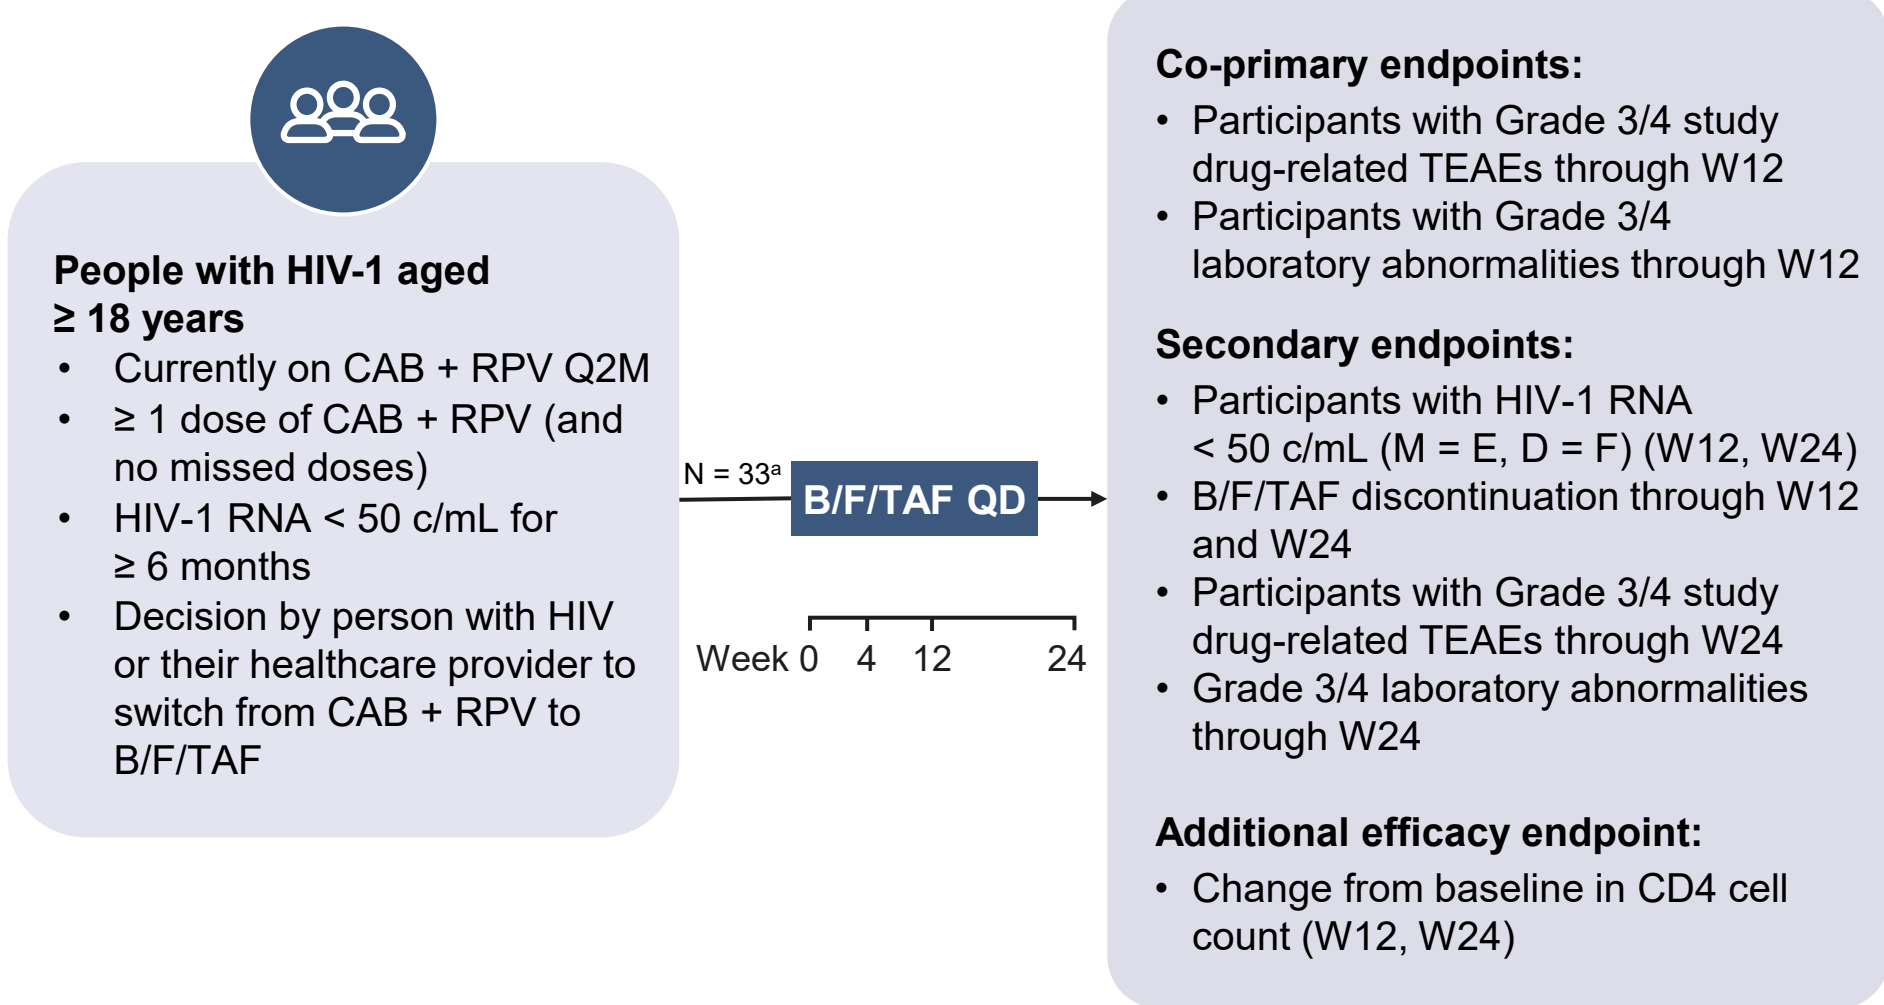 People with HIV-1 aged
≥ 18 years
• Currently on CAB + RPV Q2M
• ≥ 1 dose of CAB + RPV (and
no missed doses)
• HIV-1 RNA < 50 c/mL for
≥ 6 months
• Decision by person with HIV
or their healthcare provider to
switch from CAB + RPV to
B/F/TAF
N = 33ᵃ
B/F/TAF QD
Week 0 4 12 24
Co-primary endpoints:
• Participants with Grade 3/4 study
drug-related TEAEs through W12
• Participants with Grade 3/4
laboratory abnormalities through W12
Secondary endpoints:
• Participants with HIV-1 RNA
< 50 c/mL (M = E, D = F) (W12, W24)
• B/F/TAF discontinuation through W12
and W24
• Participants with Grade 3/4 study
drug-related TEAEs through W24
• Grade 3/4 laboratory abnormalities
through W24
Additional efficacy endpoint:
• Change from baseline in CD4 cell
count (W12, W24)